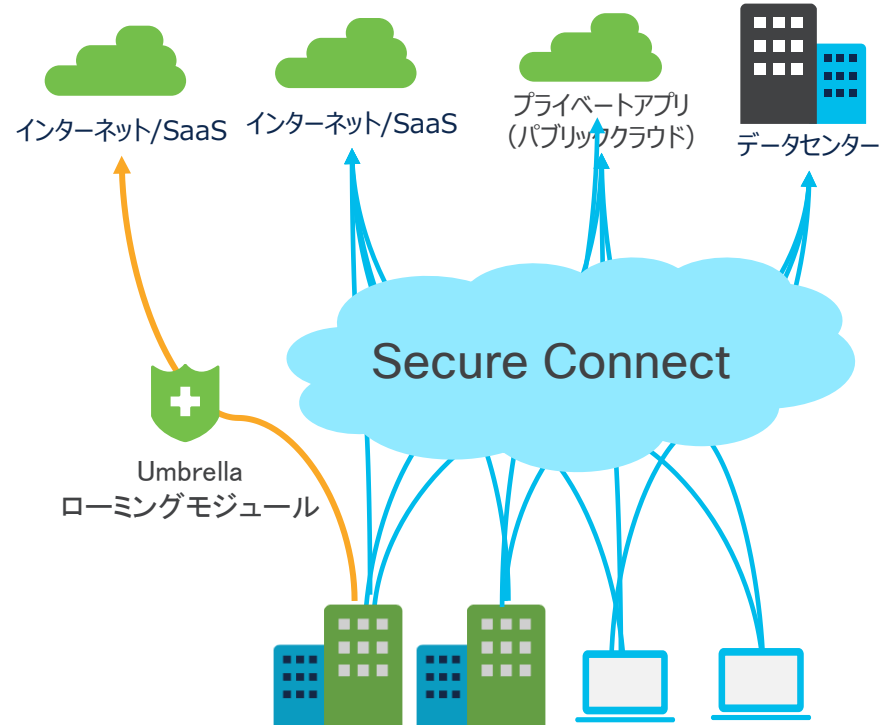 インターネット/SaaS
インターネット/SaaS
プライベートアプリ
（パブリッククラウド）
データセンター
Secure Connect
Umbrella
ローミングモジュール